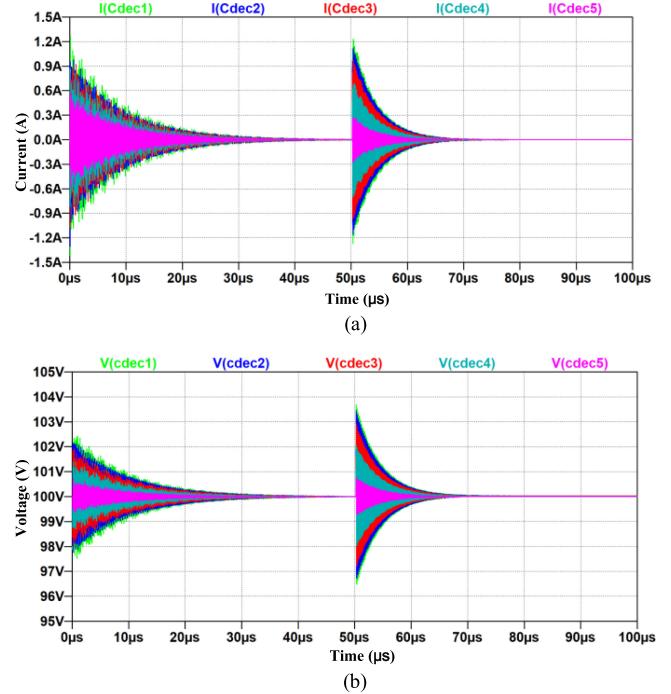 I(Cdec1) I(Cdec2) I(Cdec3) I(Cdec4) I(Cdec5)
1.5A
1.2A
0.9A
0.6A
0.3A
0.0A
-0.3A
-0.6A
-0.9A
-1.2A
-1.5A
Current (A)
0µs 10µs 20µs 30µs 40µs 50µs 60µs 70µs 80µs 90µs 100µs
Time (µs)
(a)
V(cdec1) V(cdec2) V(cdec3) V(cdec4) V(cdec5)
105V
104V
103V
102V
101V
100V
99V
98V
97V
96V
95V
Voltage (V)
0µs 10µs 20µs 30µs 40µs 50µs 60µs 70µs 80µs 90µs 100µs
Time (µs)
(b)